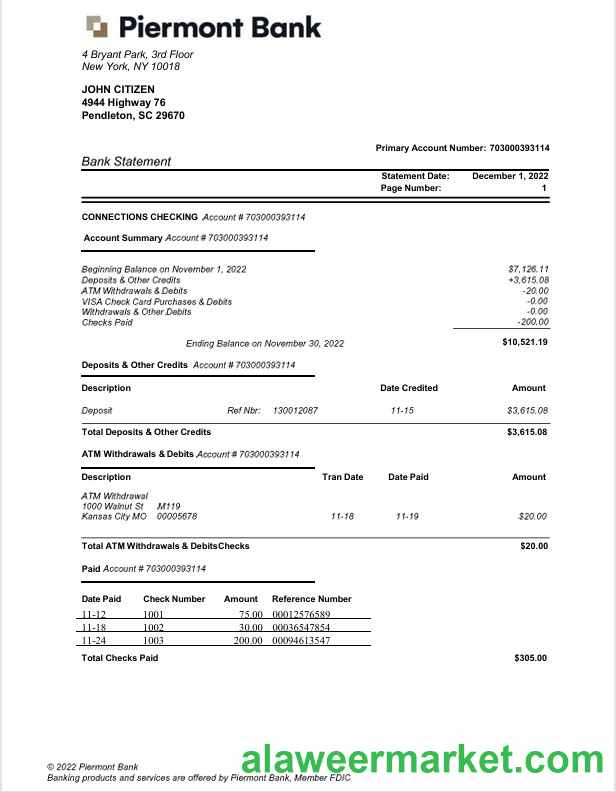 Piermont Bank
4 Bryant Park, 3rd Floor
New York, NY 10018
JOHN CITIZEN
4944 Highway 76
Pendleton, SC 29670
Primary Account Number: 703000393114
Bank Statement
Statement Date: December 1, 2022
Page Number: 1
CONNECTIONS CHECKING Account # 703000393114
Account Summary Account # 703000393114
Beginning Balance on November 1, 2022 $7,126.11
Deposits & Other Credits +3,615.08
ATM Withdrawals & Debits -20.00
VISA Check Card Purchases & Debits -0.00
Withdrawals & Other Debits -0.00
Checks Paid -200.00
Ending Balance on November 30, 2022 $10,521.19
Deposits & Other Credits Account # 703000393114
Description Date Credited Amount
Deposit Ref Nbr: 130012087 11-15 $3,615.08
Total Deposits & Other Credits $3,615.08
ATM Withdrawals & Debits Account # 703000393114
Description Tran Date Date Paid Amount
ATM Withdrawal
1000 Walnut St M119
Kansas City MO 00005678 11-18 11-19 $20.00
Total ATM Withdrawals & DebitsChecks $20.00
Paid Account # 703000393114
Date Paid Check Number Amount Reference Number
11-12 1001 75.00 00012576589
11-18 1002 30.00 00036547854
11-24 1003 200.00 00094613547
Total Checks Paid $305.00
alaweermarket.com
© 2022 Piermont Bank
Banking products and services are offered by Piermont Bank, Member FDIC